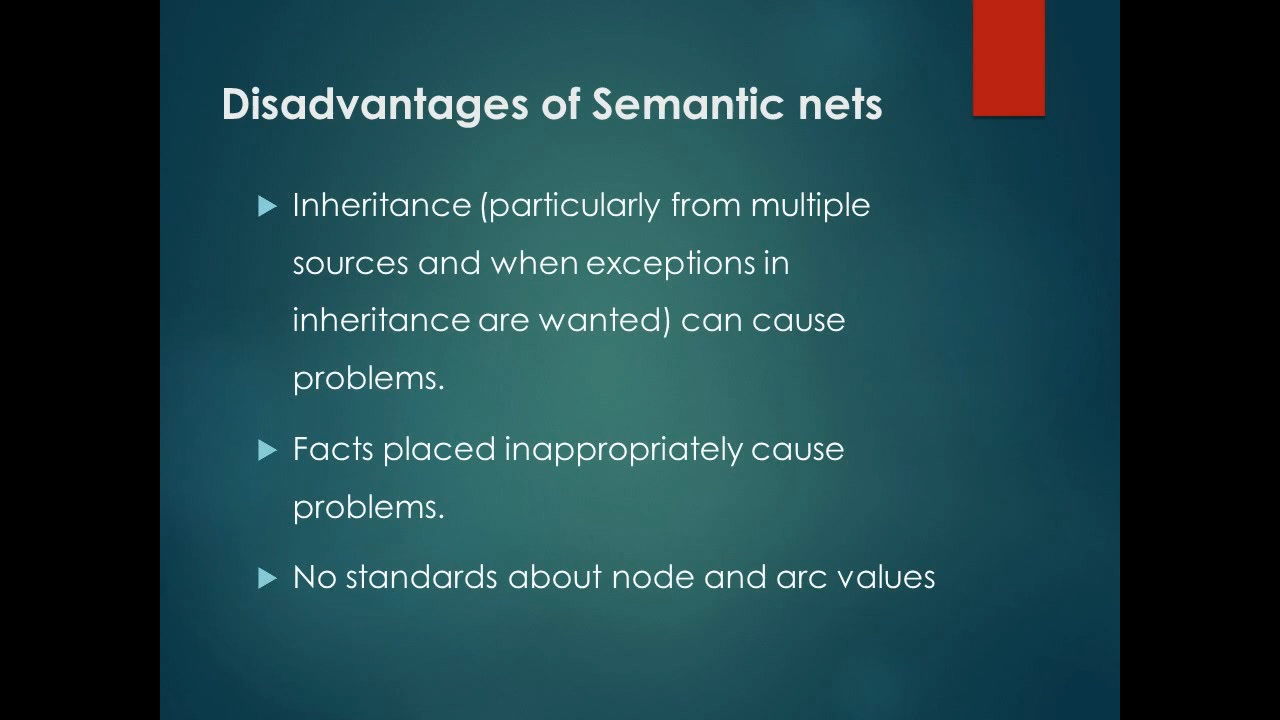 Disadvantages of Semantic nets
Inheritance (particularly from multiple
sources and when exceptions in
inheritance are wanted) can cause
problems.
Facts placed inappropriately cause
problems.
No standards about node and arc values